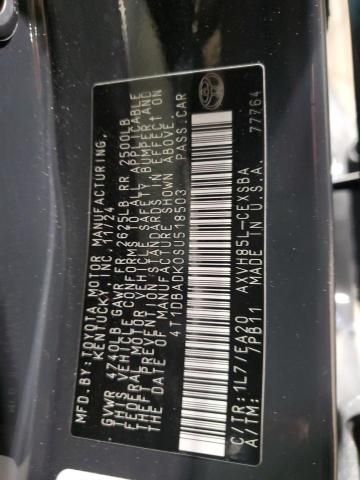 MFD. BY: TOYOTA MOTOR MANUFACTURING,
KENTUCKY, INC. 11/24
GVWR 4740LB GAWR FR 2625LB RR 2500LB
THIS VEHICLE CONFORMS TO ALL APPLICABLE
FEDERAL MOTOR VEHICLE SAFETY, BUMPER, AND
THEFT PREVENTION STANDARDS IN EFFECT ON
THE DATE OF MANUFACTURE SHOWN ABOVE.
4T1DBADK0SU518503 PASS. CAR
C/TR: 1L7/EA20 AXVH85L-CEXSBA
A/TM: /PB11 MADE IN U.S.A. 77764